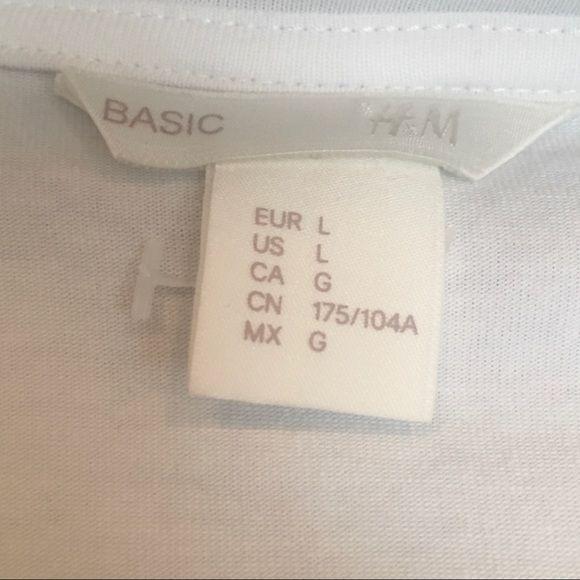 BASIC H&M
EUR L
US L
CA G
CN 175/104A
MX G